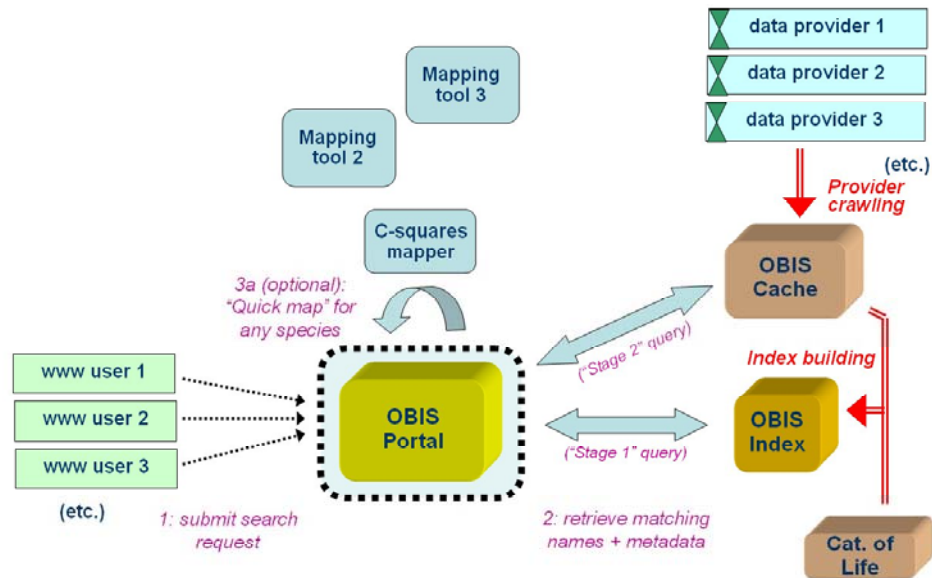 data provider 1
data provider 2
data provider 3
(etc.)
Provider
crawling
Mapping
tool 3
Mapping
tool 2
C-squares
mapper
3a (optional):
"Quick map" for
any species
OBIS
Cache
("Stage 2" query)
Index building
www user 1
www user 2
www user 3
(etc.)
OBIS
Portal
OBIS
Index
("Stage 1" query)
1: submit search
request
2: retrieve matching
names + metadata
Cat. of
Life